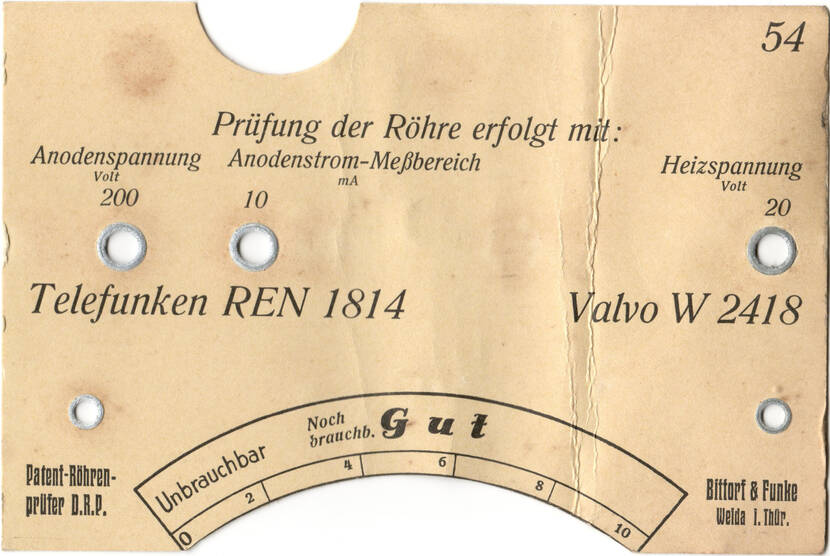 54
Prüfung der Röhre erfolgt mit:
Anodenspannung Anodenstrom-Meßbereich Heizspannung
Volt mA Volt
200 10 20
Telefunken REN 1814 Valvo W 2418
Noch
brauchb. Gut
Unbrauchbar
0 2 4 6 8 10
Patent-Röhren-
prüfer D.R.P.
Bittorf & Funke
Weida i. Thür.